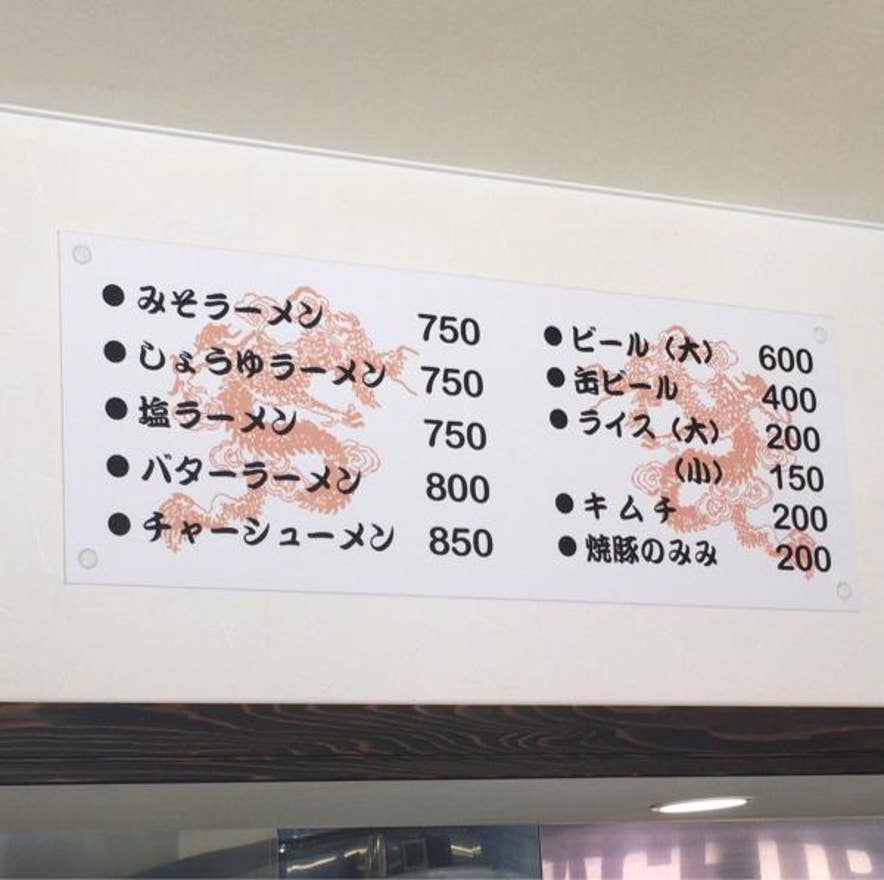 ●みそラーメン 750
●しょうゆラーメン 750
●塩ラーメン 750
●バターラーメン 800
●チャーシューメン 850
●ビール（大） 600
●缶ビール 400
●ライス（大） 200
（小） 150
●キムチ 200
●焼豚のみみ 200